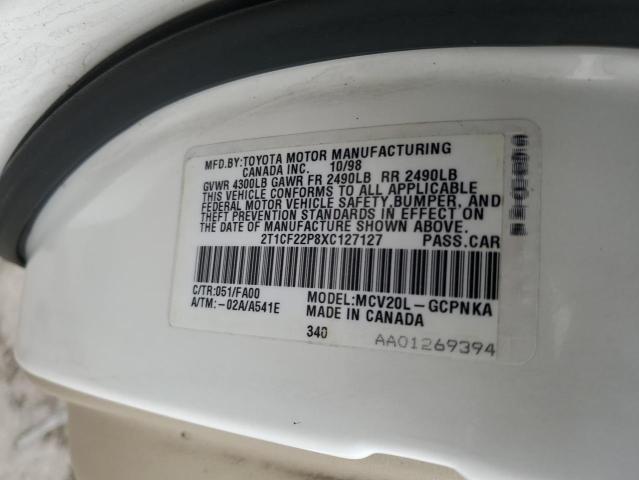 MFD.BY:TOYOTA MOTOR MANUFACTURING
CANADA INC. 10/98
GVWR 4300LB GAWR FR 2490LB RR 2490LB
THIS VEHICLE CONFORMS TO ALL APPLICABLE
FEDERAL MOTOR VEHICLE SAFETY,BUMPER, AND
THEFT PREVENTION STANDARDS IN EFFECT ON
THE DATE OF MANUFACTURE SHOWN ABOVE.
2T1CF22P8XC127127 PASS.CAR
C/TR:051/FA00 MODEL:MCV20L-GCPNKA
A/TM:-02A/A541E MADE IN CANADA
340
AA01269394